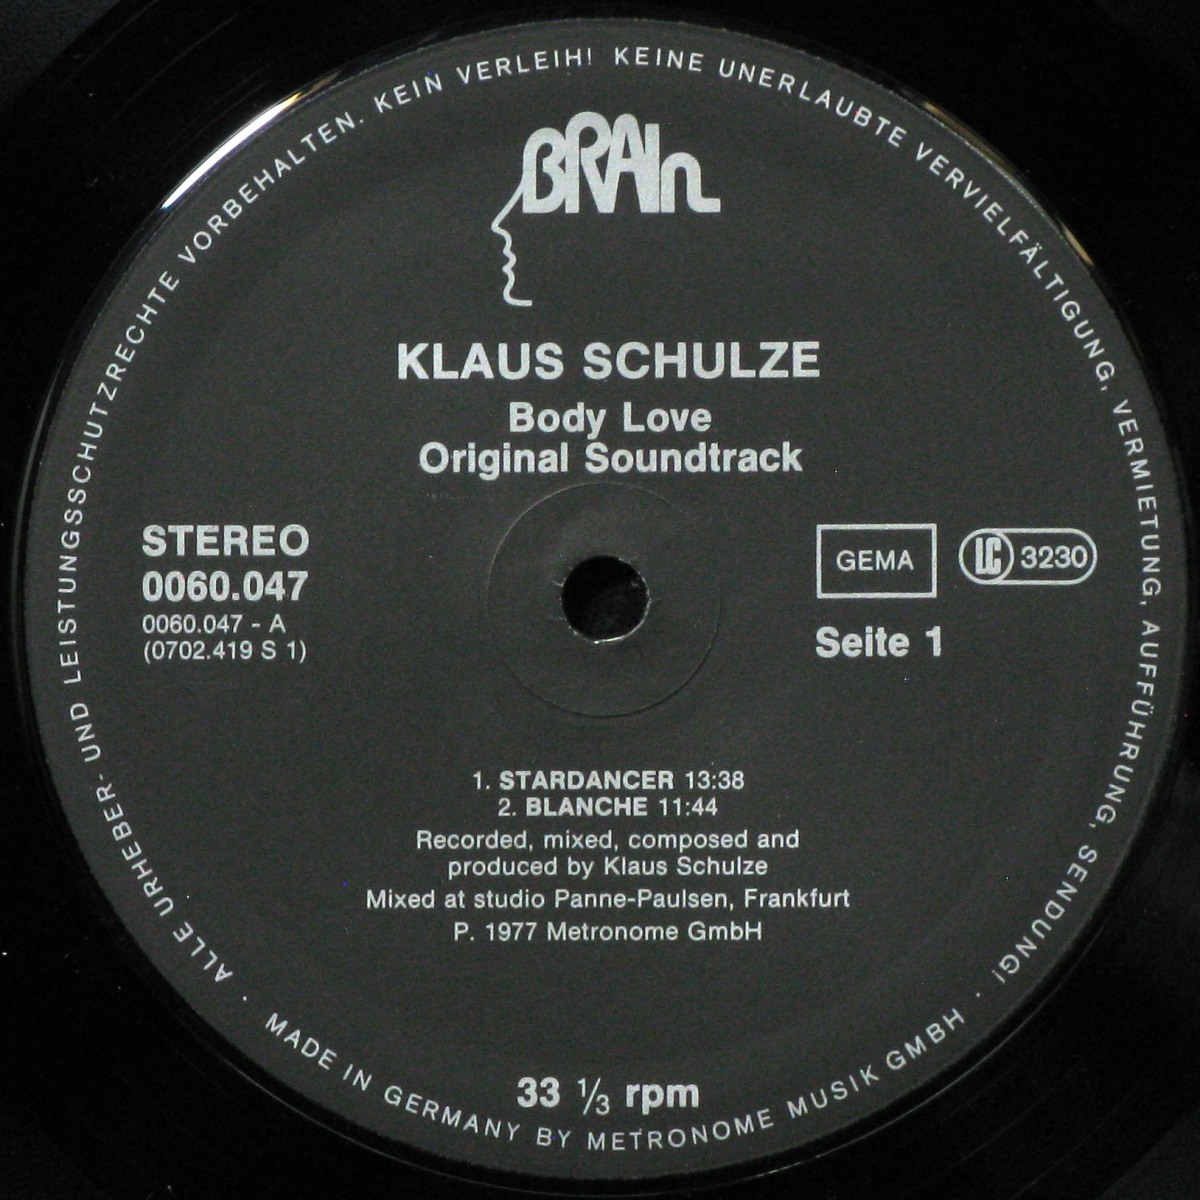 ALLE URHEBER- UND LEISTUNGSSCHUTZRECHTE VORBEHALTEN. KEIN VERLEIH! KEINE UNERLAUBTE VERVIELFÄLTIGUNG, VERMIETUNG, AUFFÜHRUNG, SENDUNG!
BRAIN
KLAUS SCHULZE
Body Love
Original Soundtrack
STEREO
0060.047
0060.047 - A
(0702.419 S 1)
GEMA
LC 3230
Seite 1
1. STARDANCER 13:38
2. BLANCHE 11:44
Recorded, mixed, composed and
produced by Klaus Schulze
Mixed at studio Panne-Paulsen, Frankfurt
P. 1977 Metronome GmbH
33 1/3 rpm
· MADE IN GERMANY BY METRONOME MUSIK GMBH ·